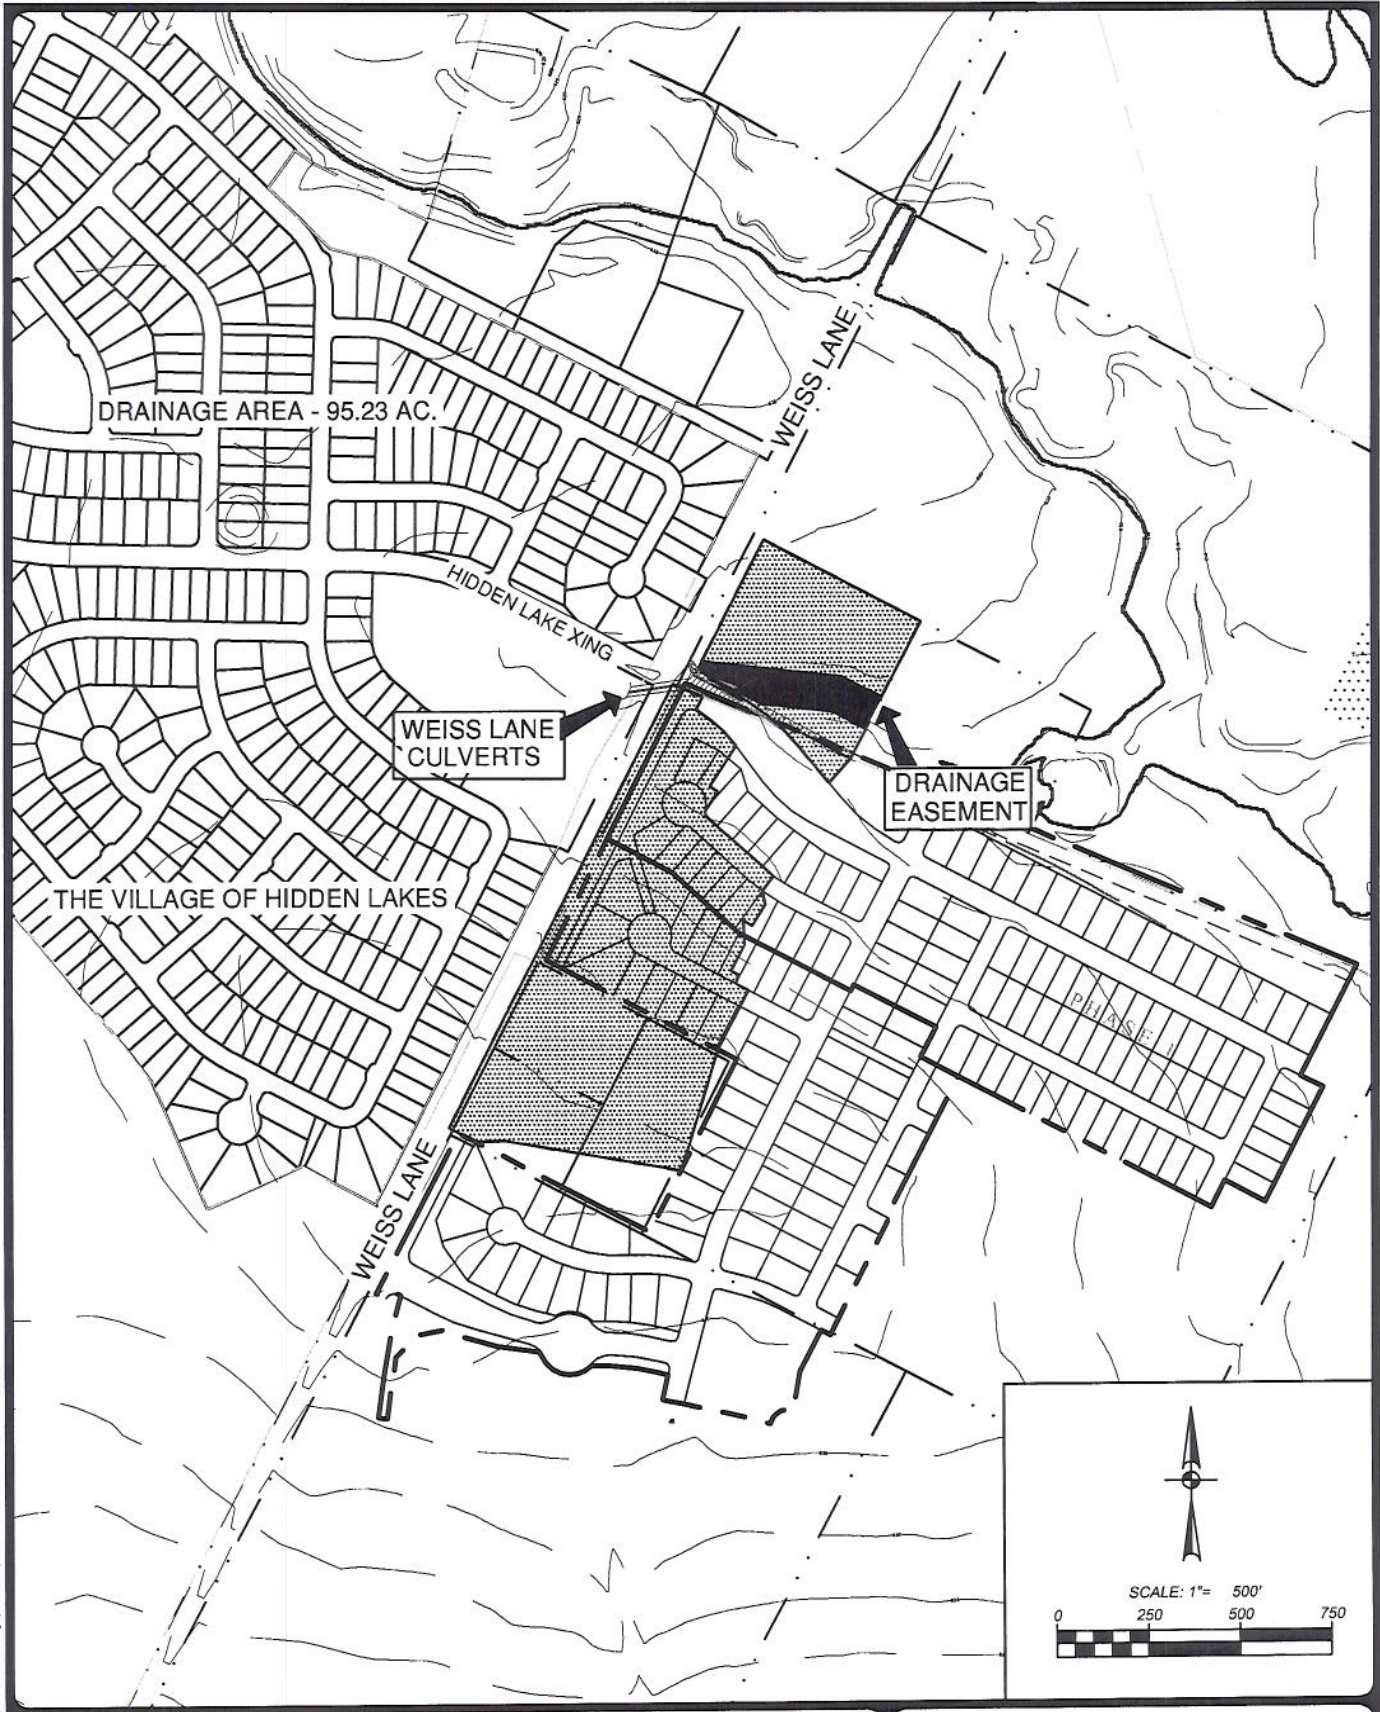 WEISS LANE
DRAINAGE AREA - 95.23 AC.
HIDDEN LAKE XING
WEISS LANE
CULVERTS
DRAINAGE
EASEMENT
THE VILLAGE OF HIDDEN LAKES
PHASE 1
WEISS LANE
SCALE: 1"= 500'
0 250 500 750